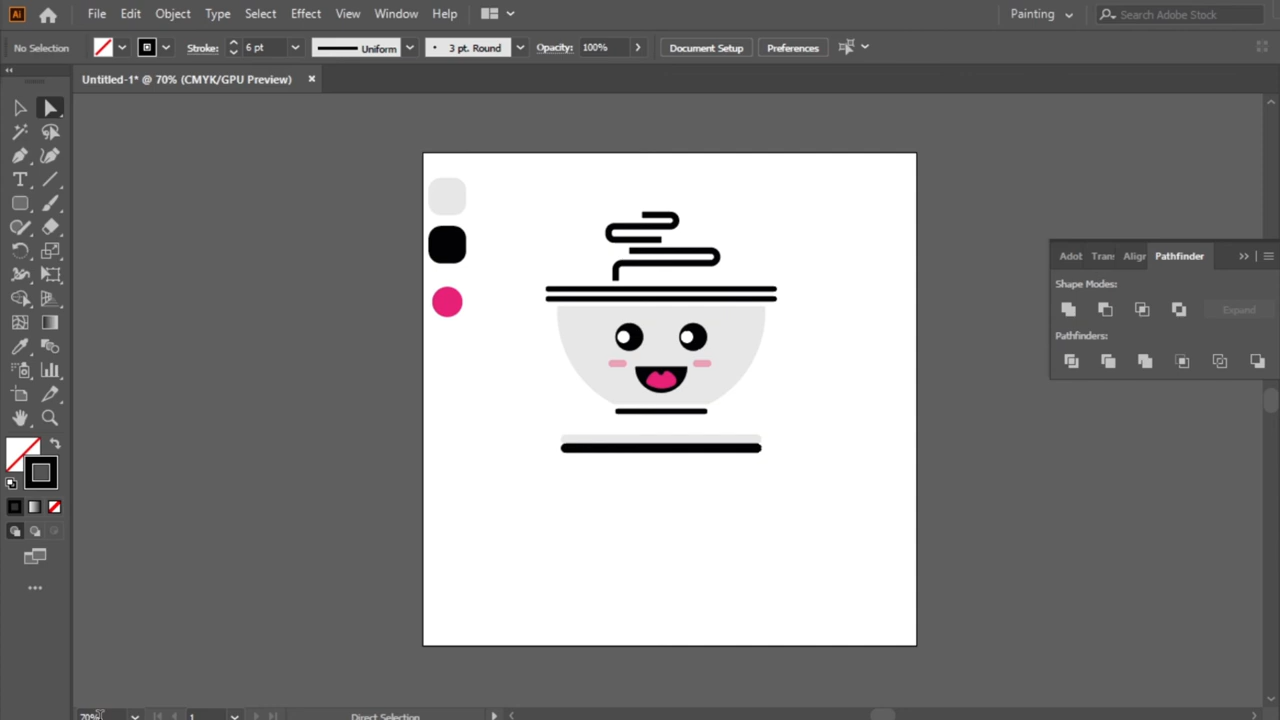 Ai File Edit Object Type Select Effect View Window Help Painting Search Adobe Stock
No Selection Stroke: 6 pt Uniform 3 pt. Round Opacity: 100% Document Setup Preferences
Untitled-1* @ 70% (CMYK/GPU Preview) ×
Adot Trans Align Pathfinder
Shape Modes:
Expand
Pathfinders:
70% 1 Direct Selection